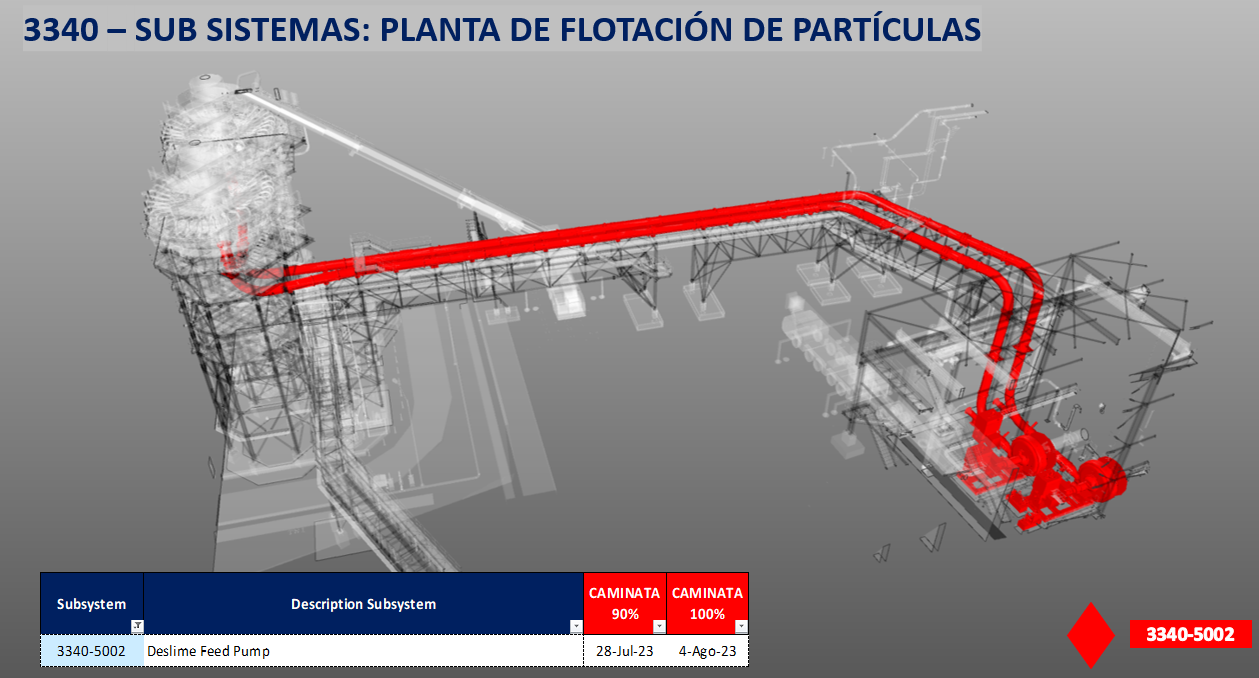 3340 – SUB SISTEMAS: PLANTA DE FLOTACIÓN DE PARTÍCULAS
Subsystem
Description Subsystem
CAMINATA
90%
CAMINATA
100%
3340-5002
Deslime Feed Pump
28-Jul-23
4-Ago-23
3340-5002